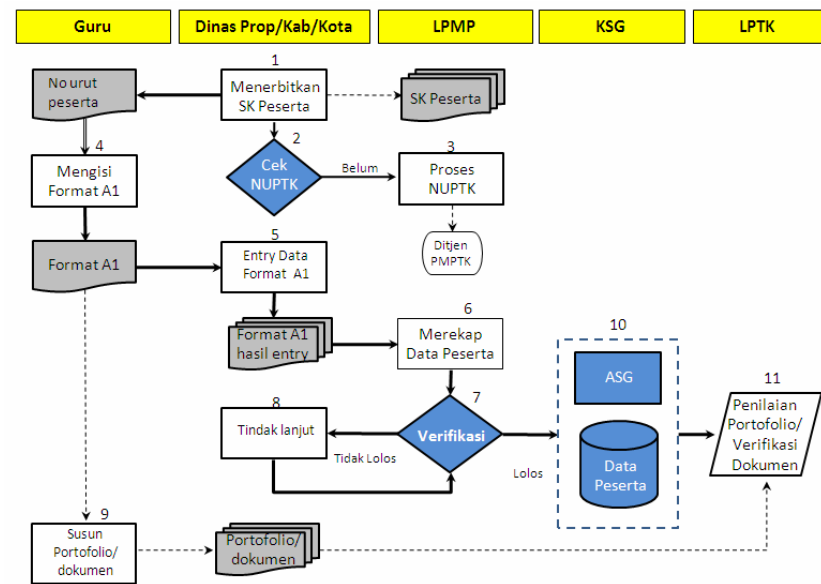 Guru
Dinas Prop/Kab/Kota
LPMP
KSG
LPTK
No urut
peserta
1
Menerbitkan
SK Peserta
SK Peserta
2
Cek
NUPTK
Belum
3
Proses
NUPTK
4
Mengisi
Format A1
Ditjen
PMPTK
Format A1
5
Entry Data
Format A1
Format A1
hasil entry
6
Merekap
Data Peserta
7
Verifikasi
8
Tindak lanjut
Tidak Lolos
Lolos
10
ASG
Data
Peserta
11
Penilaian
Portofolio/
Verifikasi
Dokumen
9
Susun
Portofolio/
dokumen
Portofolio/
dokumen